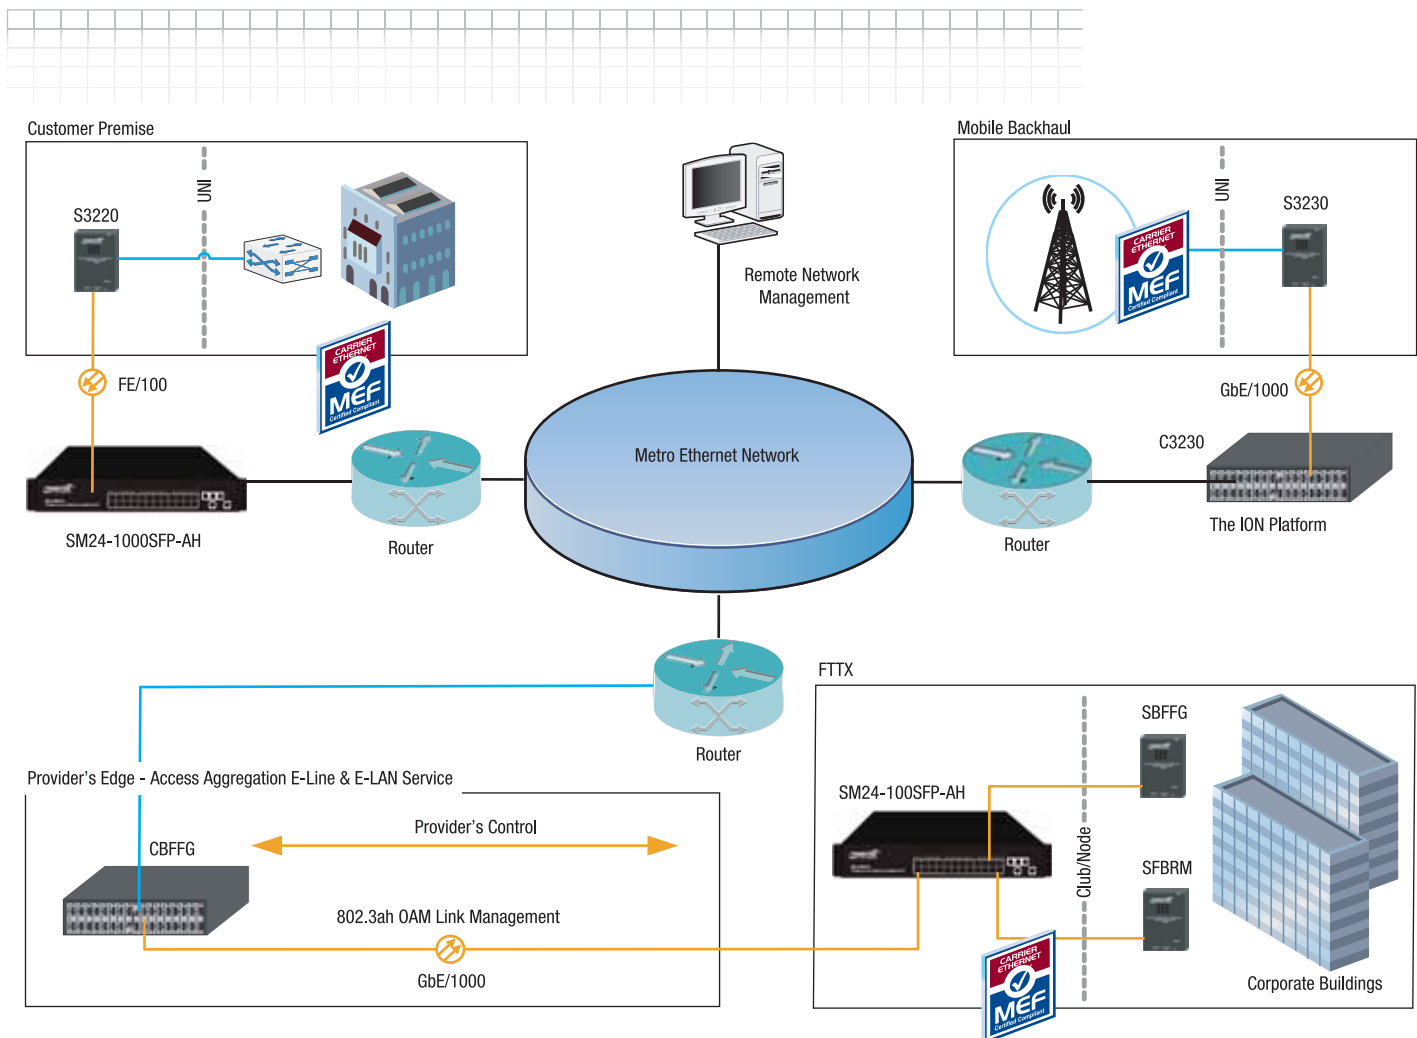 Customer Premise
Mobile Backhaul
UNI
S3220
UNI
S3230
CARRIER
ETHERNET
MEF
Certified Compliant
Remote Network
Management
CARRIER
ETHERNET
MEF
Certified Compliant
FE/100
GbE/1000
C3230
Metro Ethernet Network
SM24-1000SFP-AH
Router
Router
The ION Platform
Router
FTTX
SBFFG
Provider's Edge - Access Aggregation E-Line & E-LAN Service
SM24-100SFP-AH
Provider's Control
CBFFG
Club/Node
SFBRM
802.3ah OAM Link Management
GbE/1000
CARRIER
ETHERNET
MEF
Certified Compliant
Corporate Buildings